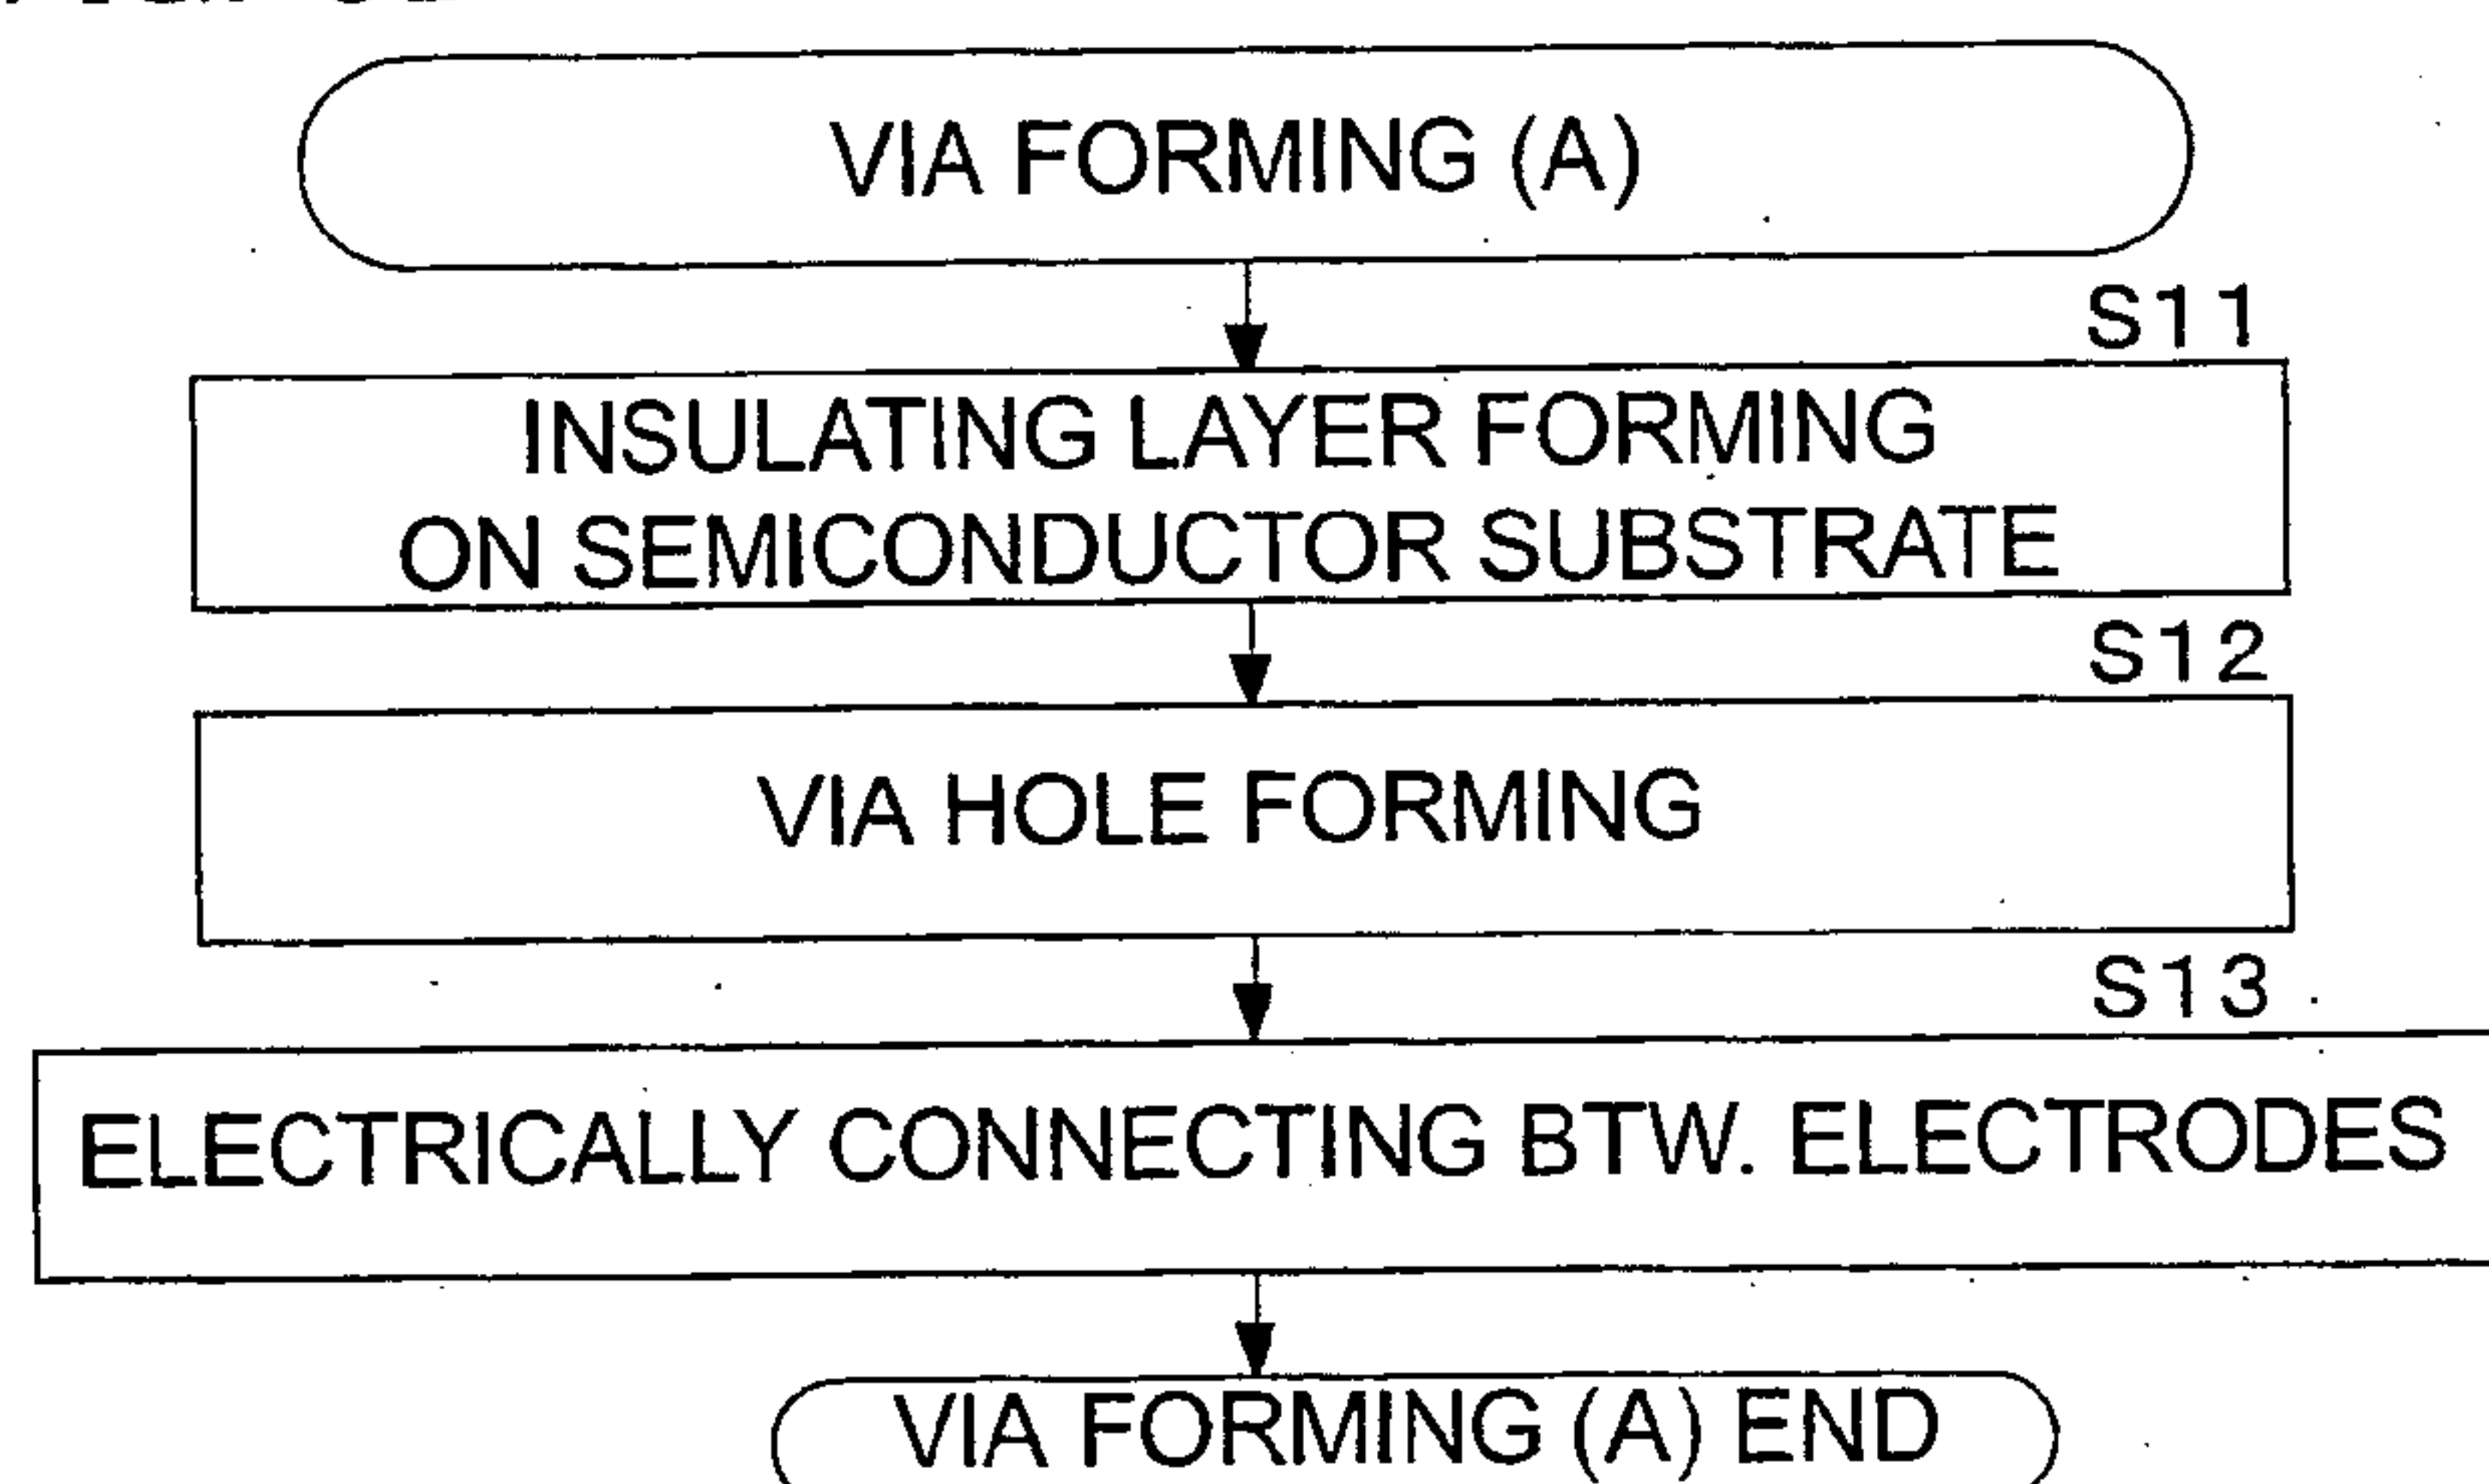 VIA FORMING (A)
S11
INSULATING LAYER FORMING
ON SEMICONDUCTOR SUBSTRATE
S12
VIA HOLE FORMING
S13
ELECTRICALLY CONNECTING BTW. ELECTRODES
VIA FORMING (A) END